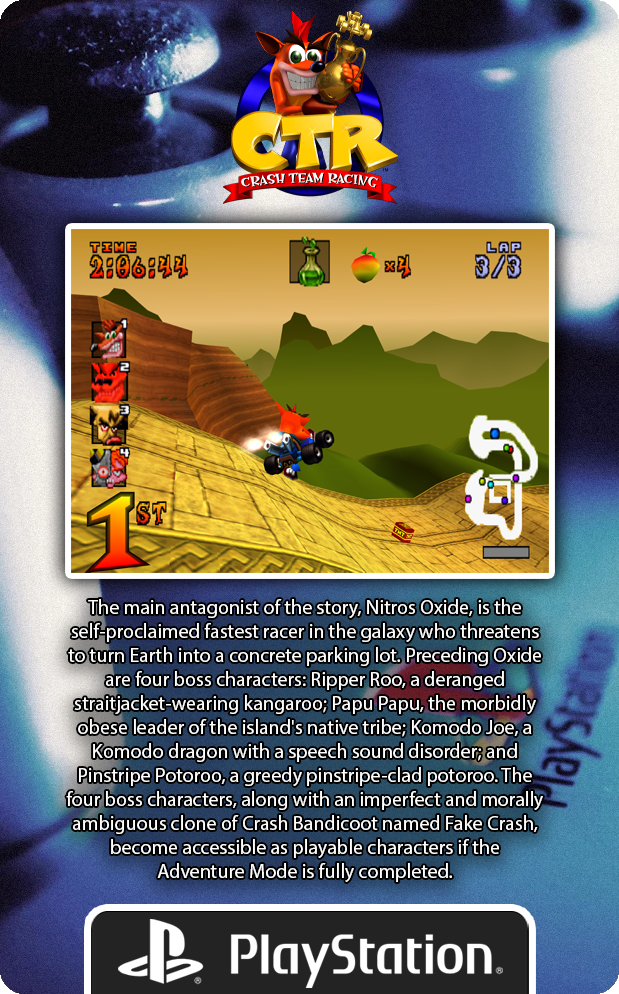 CTR
CRASH TEAM RACING
TM
TIME
2:06:44
×4
LAP
3/3
1
2
3
4
1ST
The main antagonist of the story, Nitros Oxide, is the
self-proclaimed fastest racer in the galaxy who threatens
to turn Earth into a concrete parking lot. Preceding Oxide
are four boss characters: Ripper Roo, a deranged
straitjacket-wearing kangaroo; Papu Papu, the morbidly
obese leader of the island's native tribe; Komodo Joe, a
Komodo dragon with a speech sound disorder; and
Pinstripe Potoroo, a greedy pinstripe-clad potoroo. The
four boss characters, along with an imperfect and morally
ambiguous clone of Crash Bandicoot named Fake Crash,
become accessible as playable characters if the
Adventure Mode is fully completed.
PlayStation
PlayStation®